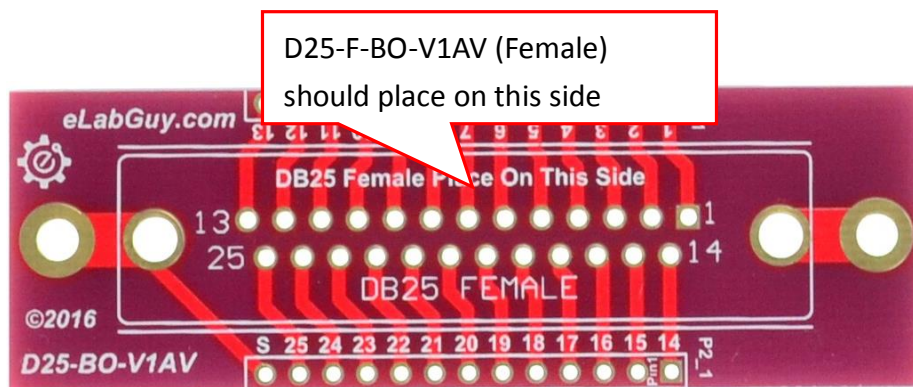 D25-F-BO-V1AV (Female)
should place on this side
eLabGuy.com
13 12 11 7 6 5 4 3 2 1
DB25 Female Place On This Side
13 1
25 14
DB25 FEMALE
©2016
S 25 24 23 22 21 20 19 18 17 16 15 14 P2_1
D25-BO-V1AV
Pin1